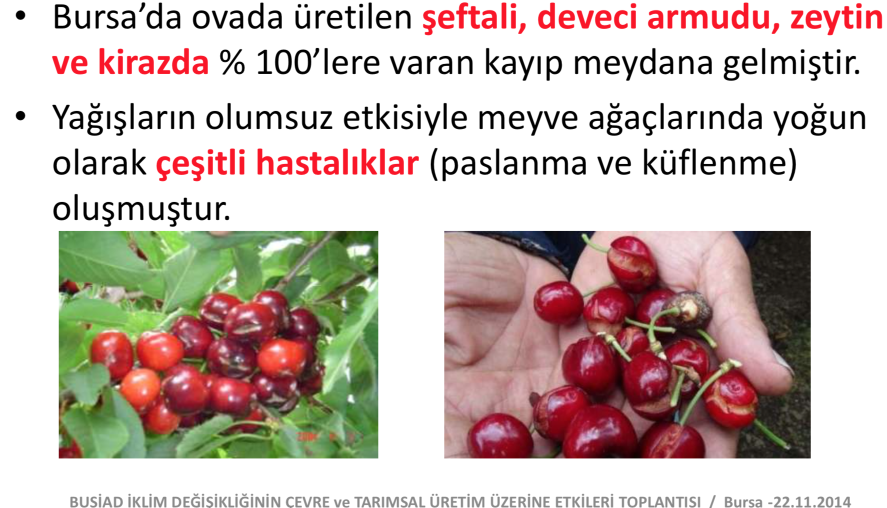 • Bursa’da ovada üretilen şeftali, deveci armudu, zeytin
ve kirazda % 100’lere varan kayıp meydana gelmiştir.
• Yağışların olumsuz etkisiyle meyve ağaçlarında yoğun
olarak çeşitli hastalıklar (paslanma ve küflenme)
oluşmuştur.
BUSİAD İKLİM DEĞİŞİKLİĞİNİN ÇEVRE ve TARIMSAL ÜRETİM ÜZERİNE ETKİLERİ TOPLANTISI / Bursa -22.11.2014